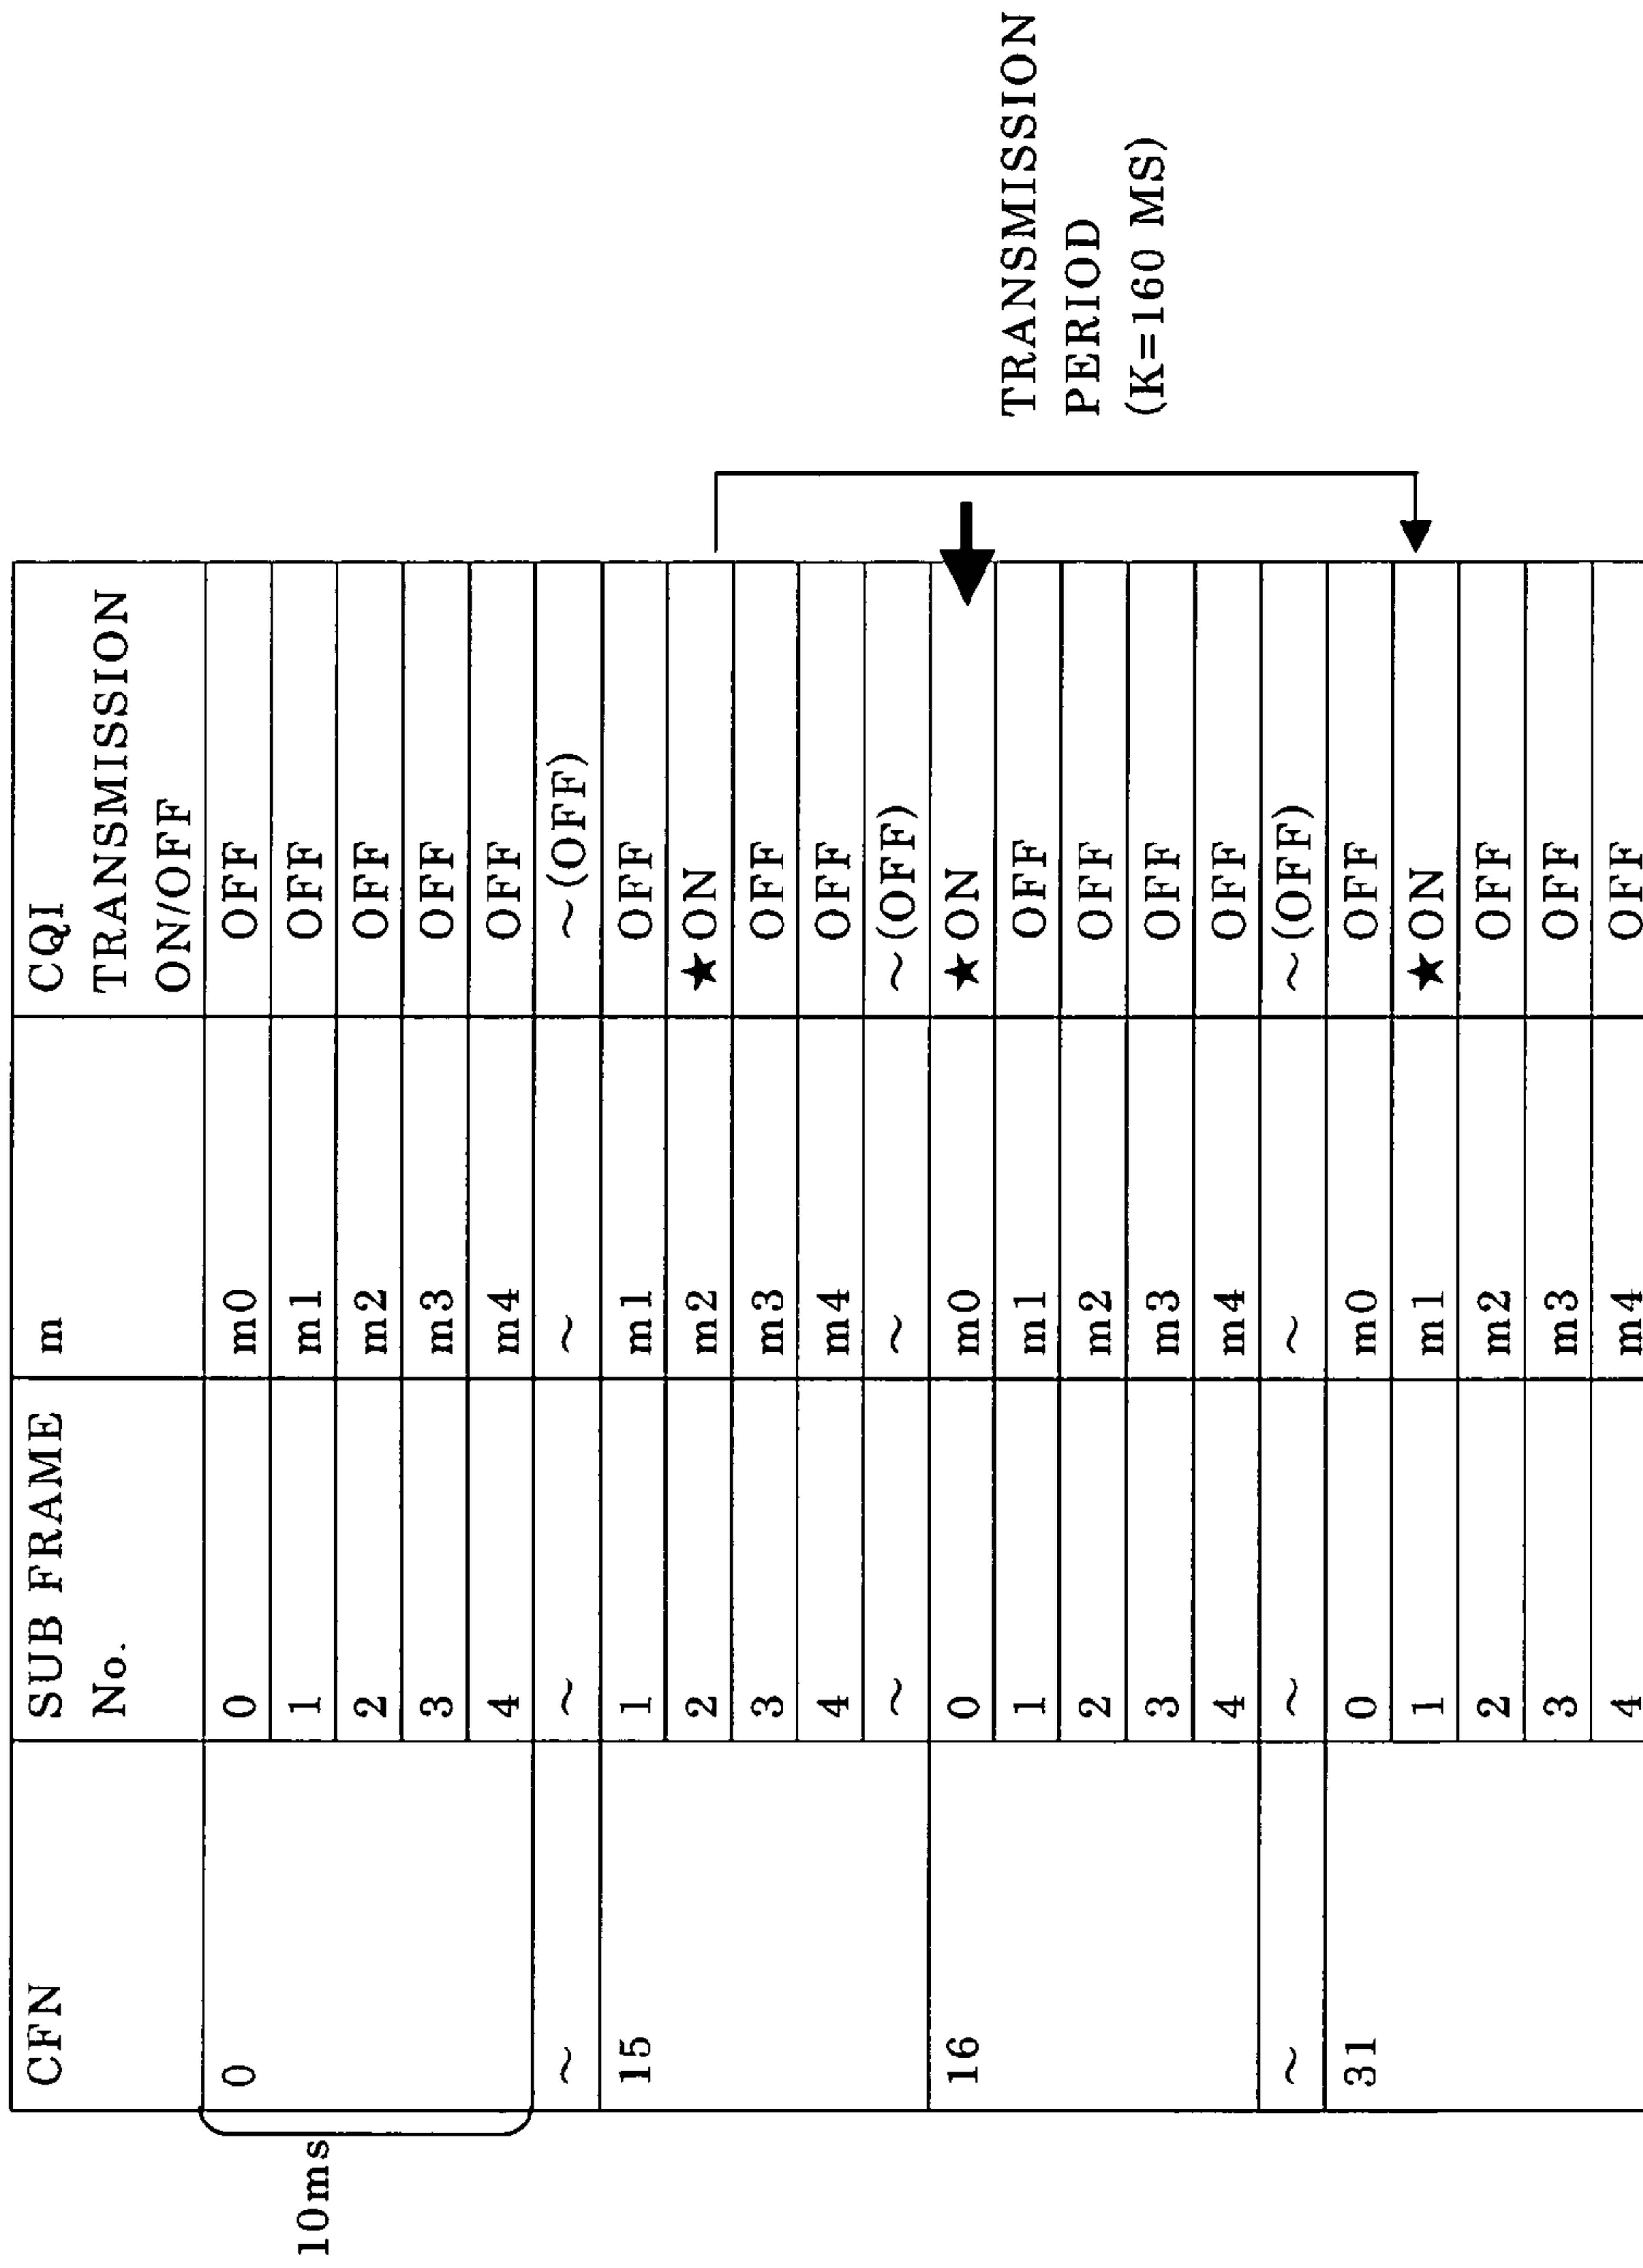 CFN
SUB FRAME
No.
m
CQI
TRANSMISSION
ON/OFF
10ms
0
0 m0 OFF
1 m1 OFF
2 m2 OFF
3 m3 OFF
4 m4 OFF
~ ~ ~ ~(OFF)
15
1 m1 OFF
2 m2 ★ON
3 m3 OFF
4 m4 OFF
~ ~ ~(OFF)
16
0 m0 ★ON
1 m1 OFF
2 m2 OFF
3 m3 OFF
4 m4 OFF
~ ~ ~ ~(OFF)
31
0 m0 OFF
1 m1 ★ON
2 m2 OFF
3 m3 OFF
4 m4 OFF
TRANSMISSION
PERIOD
(K=160 MS)